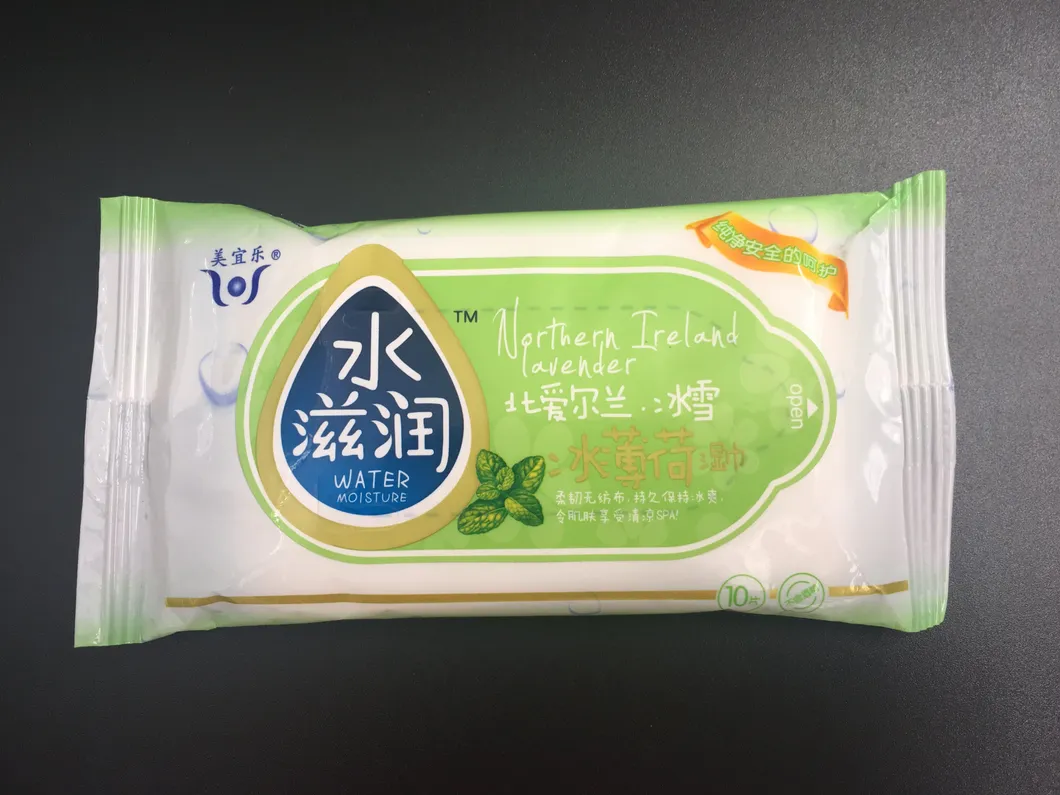 美宜乐®
纯净安全的呵护
水
滋润
WATER
MOISTURE
TM
Northern Ireland
lavender
北爱尔兰·冰雪
冰薄荷湿巾
柔韧无纺布,持久保持冰爽,
令肌肤享受清凉SPA!
open
10片